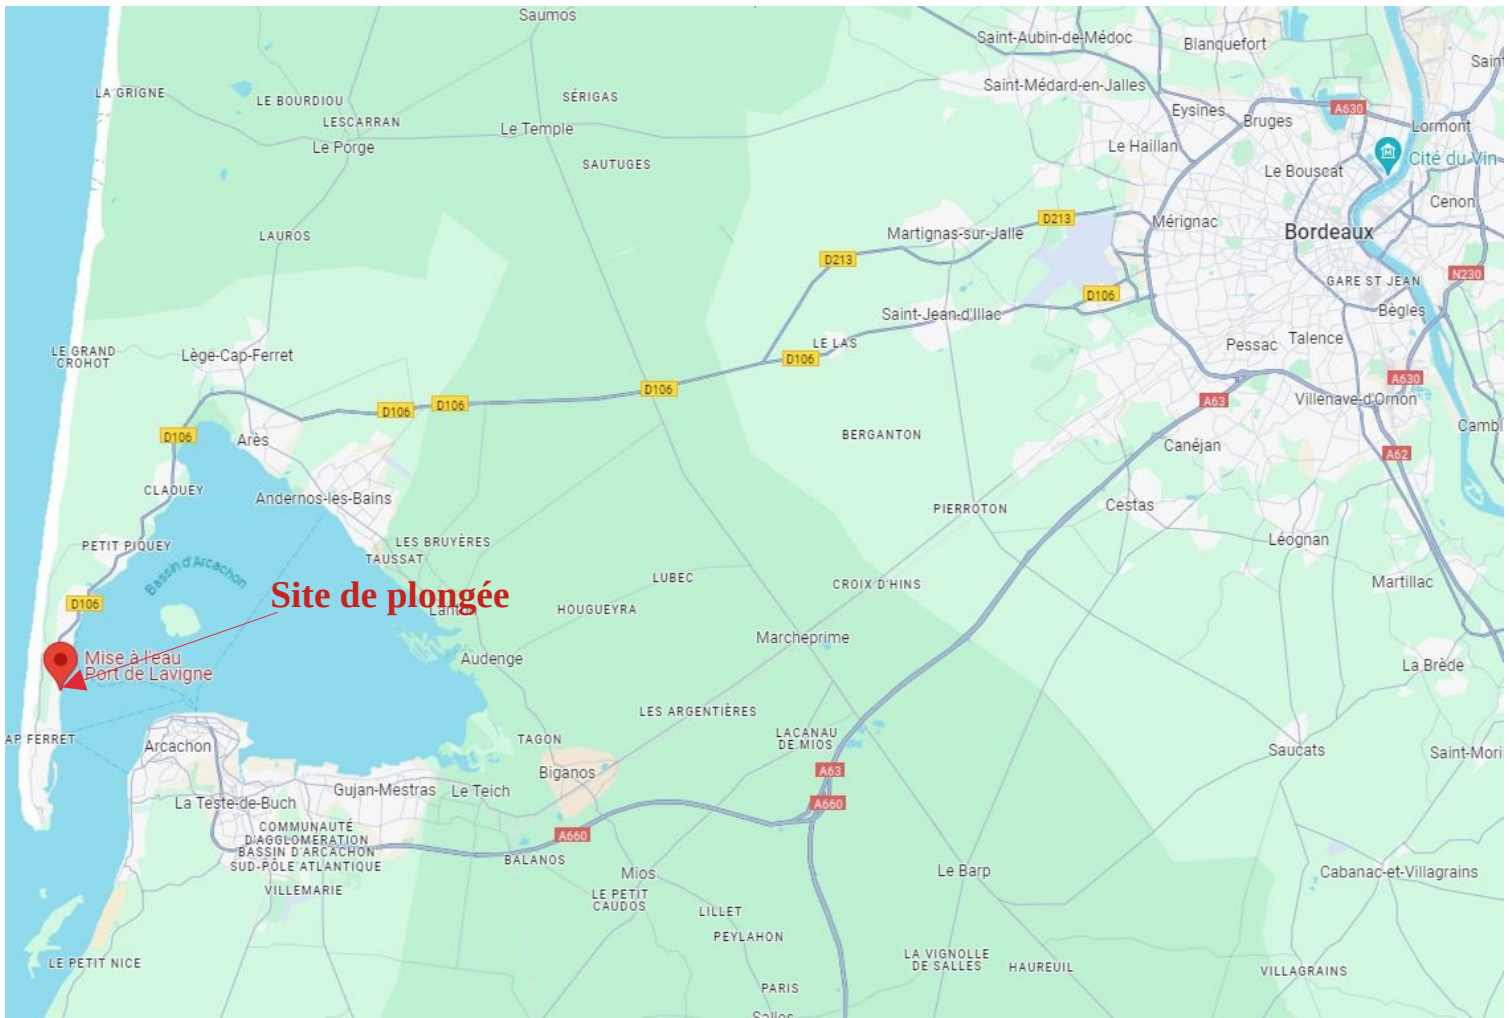 Saumos
Saint-Aubin-de-Médoc
Blanquefort
Saint
LA GRIGNE
LE BOURDIOU
SÉRIGAS
Saint-Médard-en-Jalles
Eysines
A630
LESCARRAN
Le Temple
Bruges
Lormont
Le Porge
Le Haillan
Cité du Vin
SAUTUGES
Le Bouscat
Cenon
D213
Mérignac
LAUROS
Martignas-sur-Jalle
Bordeaux
D213
N230
GARE ST JEAN
D106
Saint-Jean-d'Illac
Bègles
LE GRAND
CROHOT
Lège-Cap-Ferret
LE LAS
Pessac
Talence
D106
D106
A630
D106
D106
A63
Villenave-d'Ornon
D106
Arès
BERGANTON
Canéjan
Cambl
A62
CLAOUEY
Andernos-les-Bains
PIERROTON
Cestas
PETIT PIQUEY
LES BRUYÈRES
Léognan
TAUSSAT
Bassin d'Arcachon
LUBEC
CROIX D'HINS
Martillac
Site de plongée
D106
HOUGUEYRA
Marcheprime
Mise à l'eau
Port de Lavigne
Audenge
La Brède
LES ARGENTIÈRES
AP FERRET
Arcachon
TAGON
LACANAU
DE MIOS
Saucats
Saint-Mori
Biganos
A63
La Teste-de-Buch
Gujan-Mestras
Le Teich
A660
COMMUNAUTÉ
D'AGGLOMÉRATION
BASSIN D'ARCACHON
SUD-PÔLE ATLANTIQUE
A660
BALANOS
VILLEMARIE
Mios
Le Barp
Cabanac-et-Villagrains
LE PETIT
CAUDOS
LILLET
PEYLAHON
LE PETIT NICE
LA VIGNOLLE
DE SALLES
HAUREUIL
VILLAGRAINS
PARIS
Salles